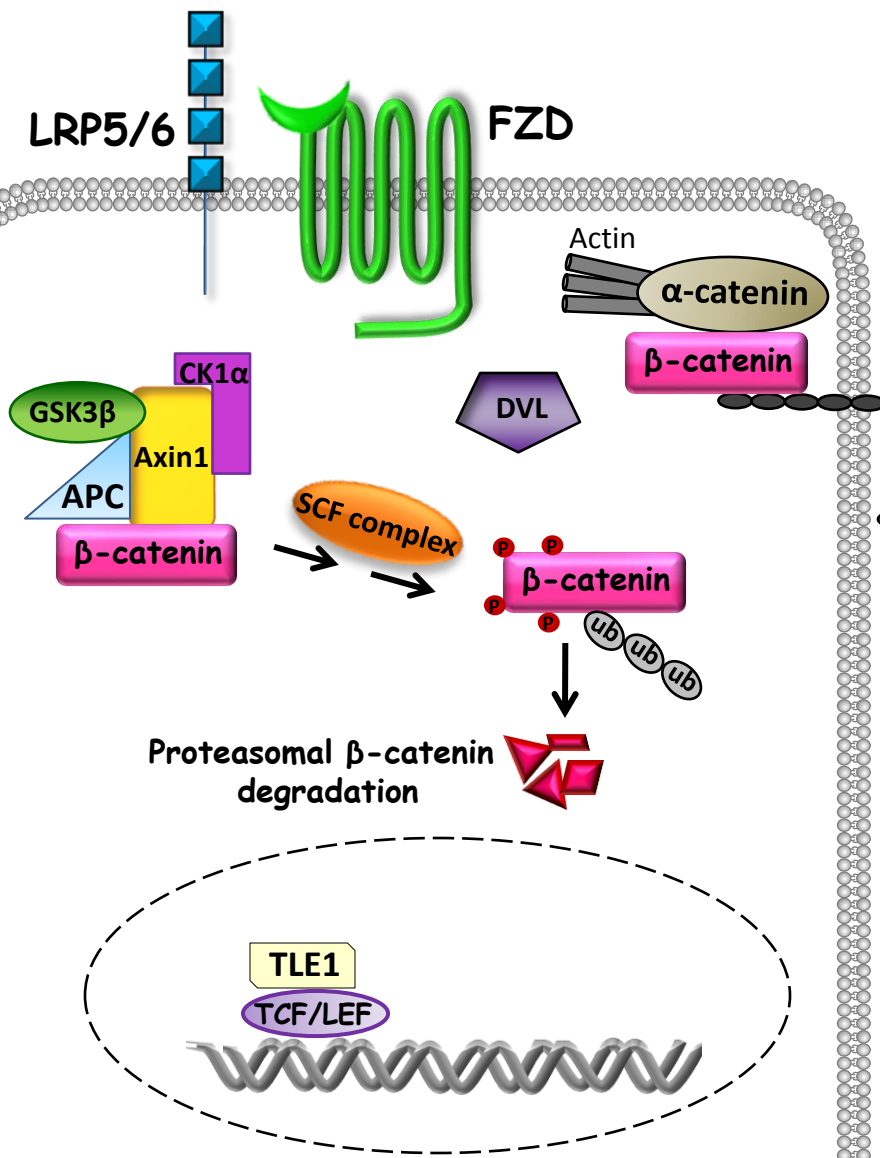 LRP5/6
FZD
Actin
α-catenin
β-catenin
CK1α
GSK3β
Axin1
APC
β-catenin
DVL
SCF complex
P
P
β-catenin
P
P
ub
ub
ub
Proteasomal β-catenin
degradation
TLE1
TCF/LEF